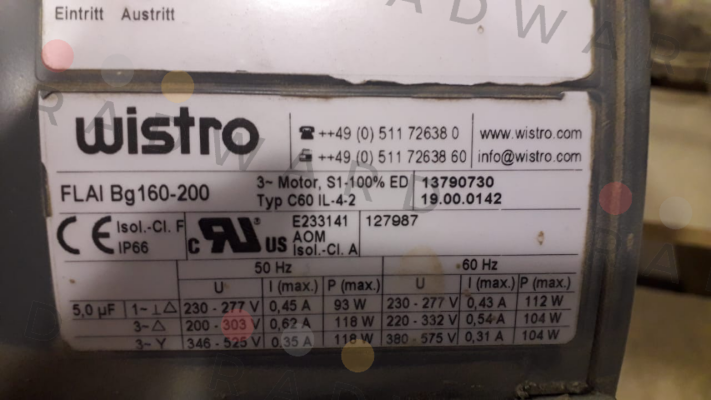 Eintritt Austritt
wistro
☎ ++49 (0) 511 72638 0 www.wistro.com
++49 (0) 511 72638 60 info@wistro.com
FLAI Bg160-200 3~ Motor, S1-100% ED 13790730
Typ C60 IL-4-2 19.00.0142
CE Isol.-Cl. F IP66 c RU US E233141 127987
AOM
Isol.-Cl. A
50 Hz 60 Hz
U I (max.) P (max.) U I (max.) P (max.)
5,0 µF 1~ ⊥ △ 230 - 277 V 0,45 A 93 W 230 - 277 V 0,43 A 112 W
3~ △ 200 - 303 V 0,62 A 118 W 220 - 332 V 0,54 A 104 W
3~ Y 346 - 525 V 0,35 A 118 W 380 - 575 V 0,31 A 104 W